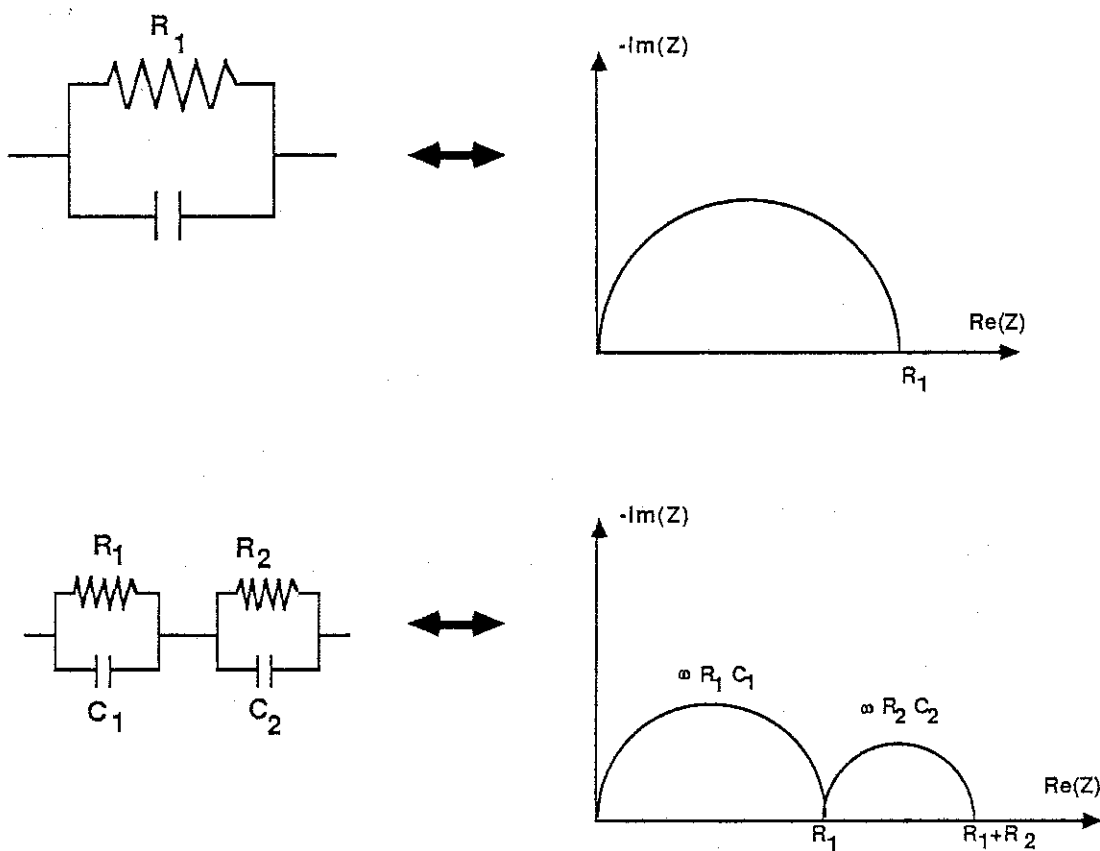 R1
-Im(Z)
Re(Z)
R1
R1
R2
C1
C2
-Im(Z)
ω R1 C1
ω R2 C2
Re(Z)
R1
R1+R2